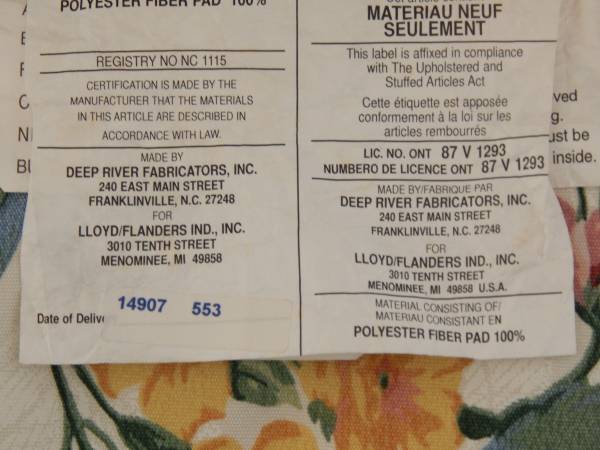 POLYESTER FIBER PAD 100%
REGISTRY NO NC 1115
CERTIFICATION IS MADE BY THE
MANUFACTURER THAT THE MATERIALS
IN THIS ARTICLE ARE DESCRIBED IN
ACCORDANCE WITH LAW.
MADE BY
DEEP RIVER FABRICATORS, INC.
240 EAST MAIN STREET
FRANKLINVILLE, N.C. 27248
FOR
LLOYD/FLANDERS IND., INC.
3010 TENTH STREET
MENOMINEE, MI 49858
14907 553
Date of Delive
MATERIAU NEUF
SEULEMENT
This label is affixed in compliance
with The Upholstered and
Stuffed Articles Act
Cette étiquette est apposée
conformement à la loi sur les
articles rembourrés
LIC. NO. ONT 87 V 1293
NUMBERO DE LICENCE ONT 87 V 1293
MADE BY/FABRIQUE PAR
DEEP RIVER FABRICATORS, INC.
240 EAST MAIN STREET
FRANKLINVILLE, N.C. 27248
FOR
LLOYD/FLANDERS IND., INC.
3010 TENTH STREET
MENOMINEE, MI 49858 U.S.A.
MATERIAL CONSISTING OF/
MATERIAU CONSISTANT EN
POLYESTER FIBER PAD 100%
ved
g.
ust be
inside.